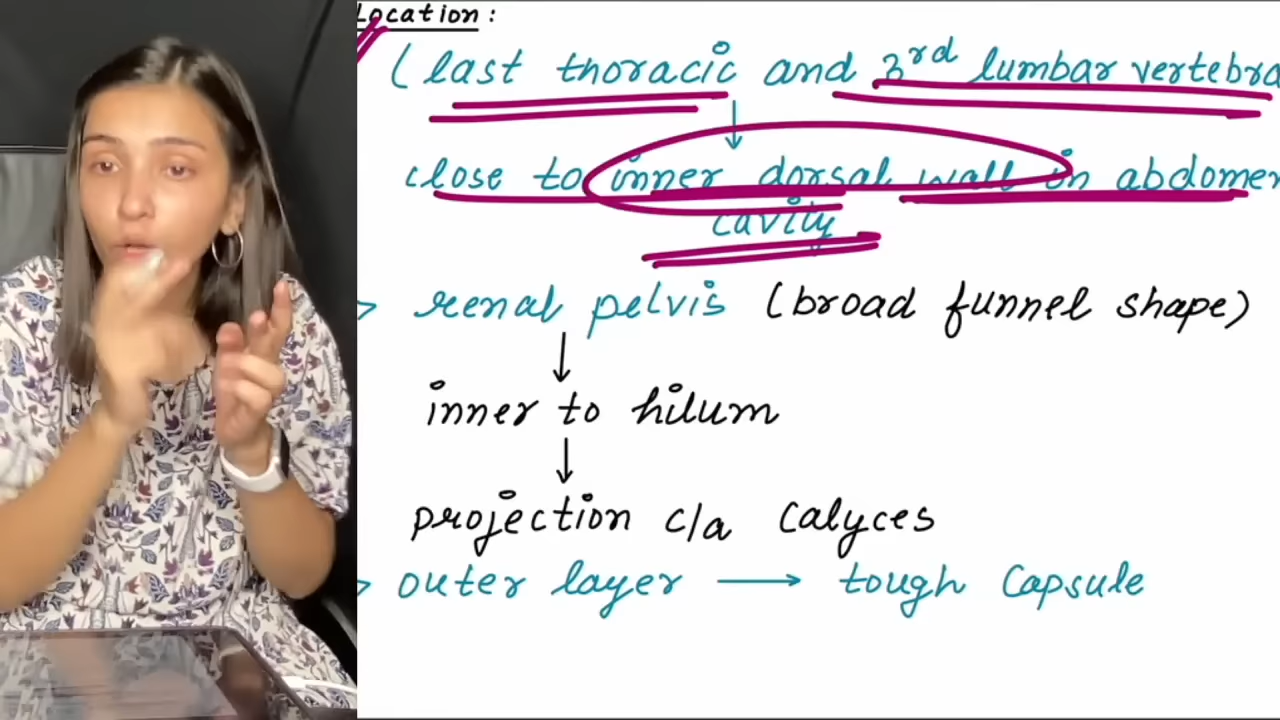 Location :
( last thoracic and 3rd lumbar vertebra
↓
close to inner dorsal wall in abdomen
cavity
> renal pelvis (broad funnel shape)
↓
inner to hilum
↓
projection c/a Calyces
> outer layer → tough Capsule